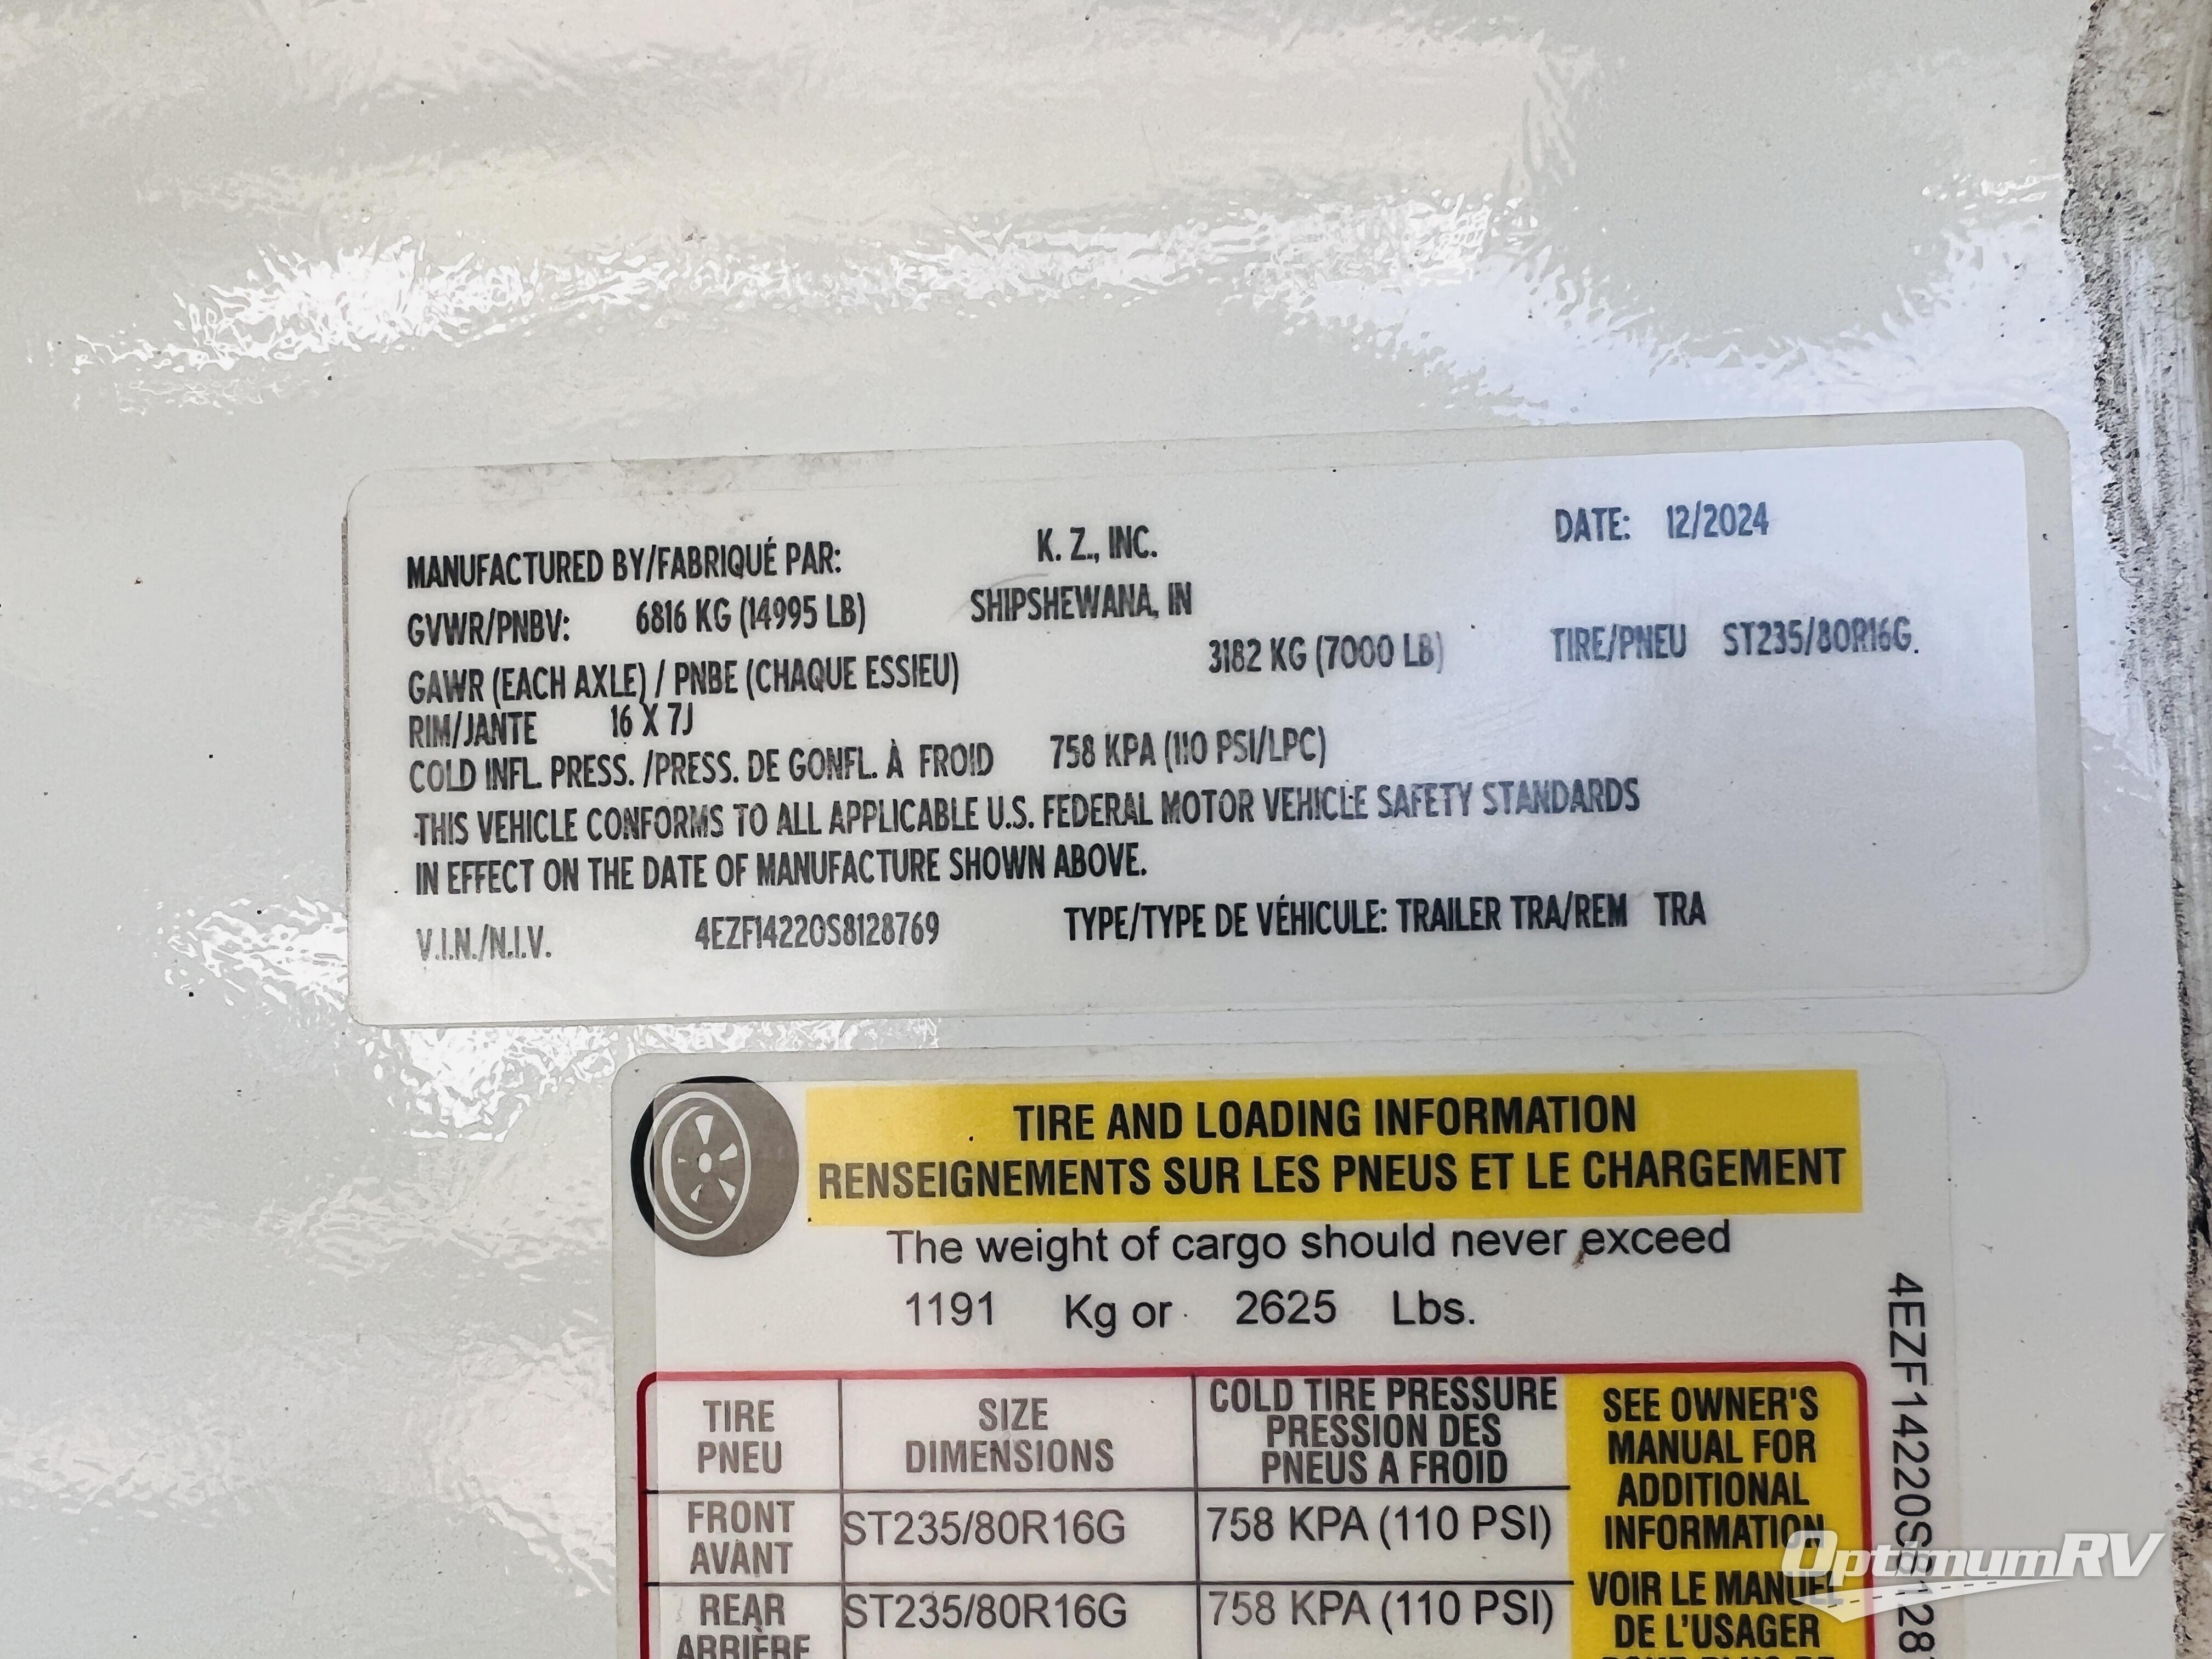 MANUFACTURED BY/FABRIQUÉ PAR: K. Z., INC. DATE: 12/2024
GVWR/PNBV: 6816 KG (14995 LB) SHIPSHEWANA, IN
GAWR (EACH AXLE) / PNBE (CHAQUE ESSIEU) 3182 KG (7000 LB) TIRE/PNEU ST235/80R16G.
RIM/JANTE 16 X 7J
COLD INFL. PRESS. /PRESS. DE GONFL. À FROID 758 KPA (110 PSI/LPC)
THIS VEHICLE CONFORMS TO ALL APPLICABLE U.S. FEDERAL MOTOR VEHICLE SAFETY STANDARDS
IN EFFECT ON THE DATE OF MANUFACTURE SHOWN ABOVE.
V.I.N./N.I.V. 4EZF14220S8128769 TYPE/TYPE DE VÉHICULE: TRAILER TRA/REM TRA
TIRE AND LOADING INFORMATION
RENSEIGNEMENTS SUR LES PNEUS ET LE CHARGEMENT
The weight of cargo should never exceed
1191 Kg or 2625 Lbs.
TIRE
PNEU
SIZE
DIMENSIONS
COLD TIRE PRESSURE
PRESSION DES
PNEUS A FROID
FRONT
AVANT
ST235/80R16G
758 KPA (110 PSI)
REAR
ARRIÈRE
ST235/80R16G
758 KPA (110 PSI)
SEE OWNER'S
MANUAL FOR
ADDITIONAL
INFORMATION
VOIR LE MANUEL
DE L'USAGER
POUR PLUS DE
4EZF14220S8128
OptimumRV